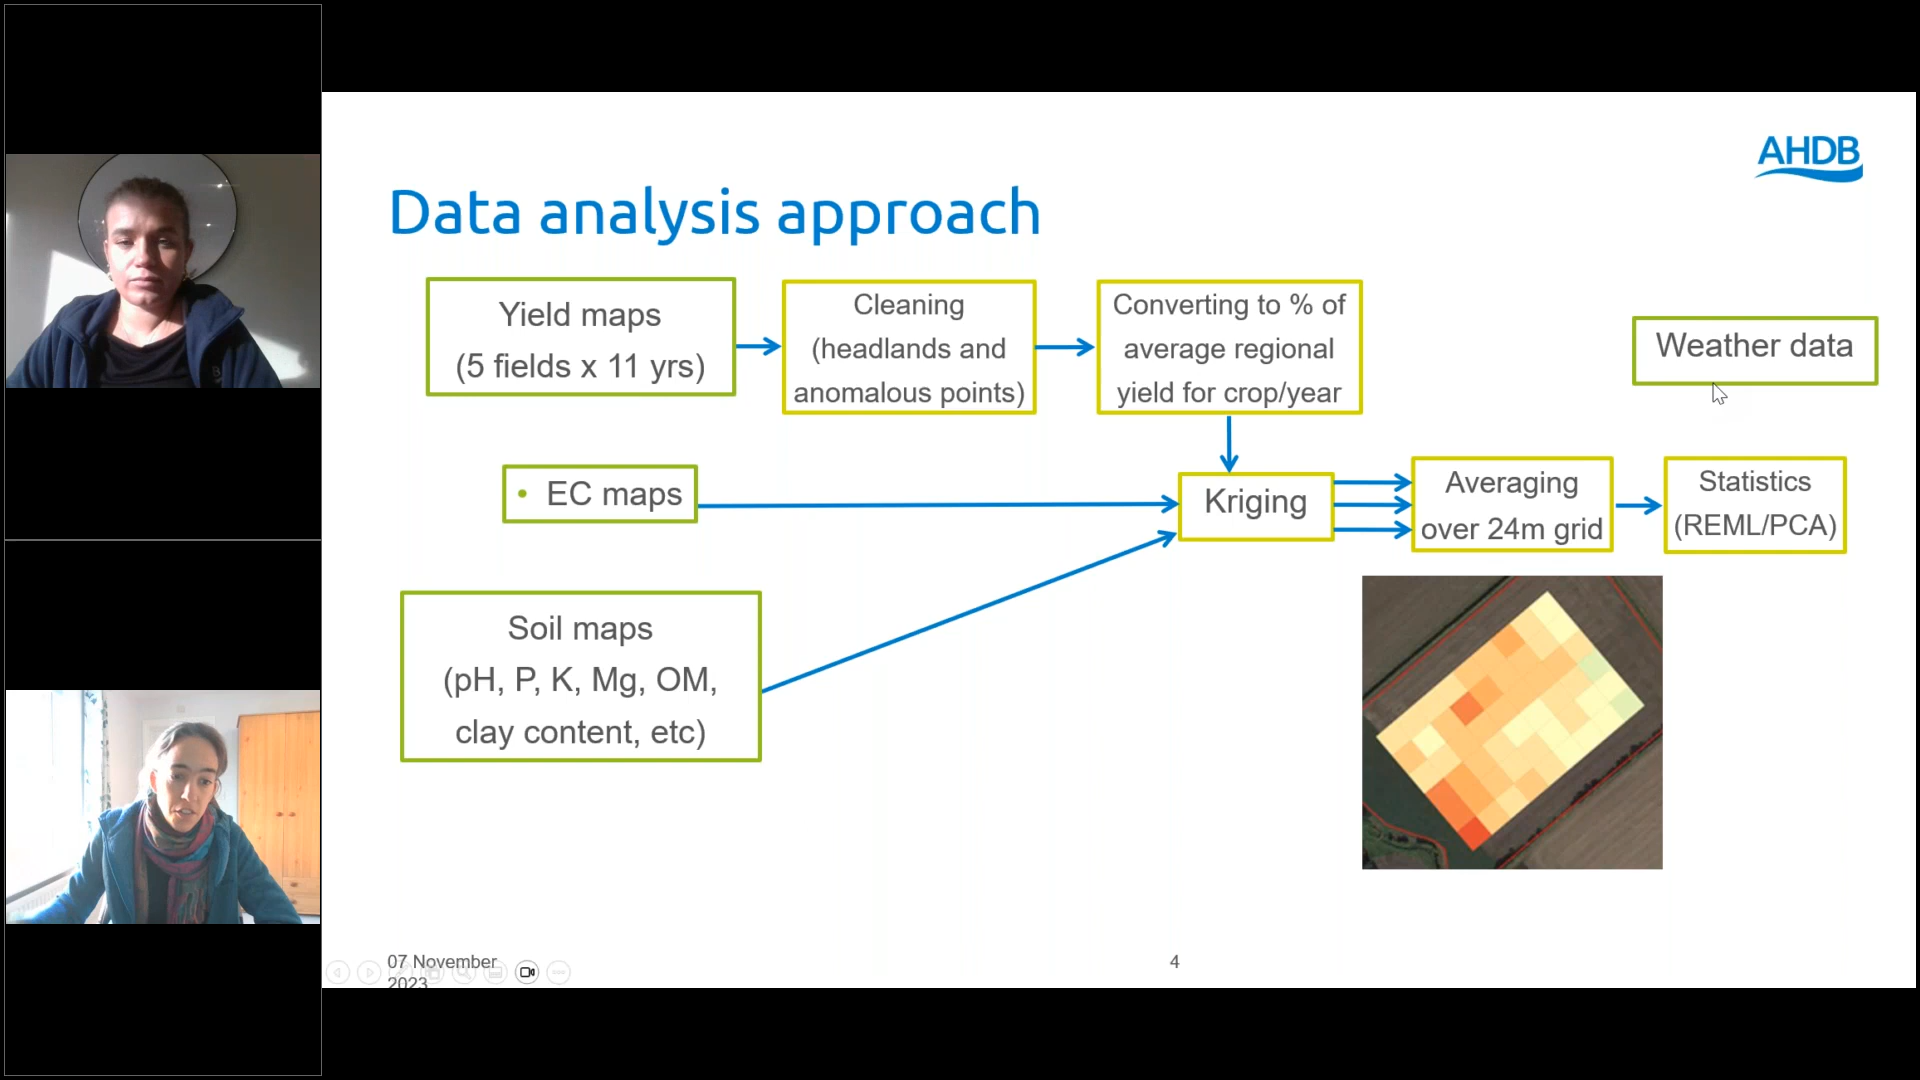 AHDB
Data analysis approach
Yield maps
(5 fields x 11 yrs)
Cleaning
(headlands and
anomalous points)
Converting to % of
average regional
yield for crop/year
Weather data
• EC maps
Kriging
Averaging
over 24m grid
Statistics
(REML/PCA)
Soil maps
(pH, P, K, Mg, OM,
clay content, etc)
07 November
2023
4